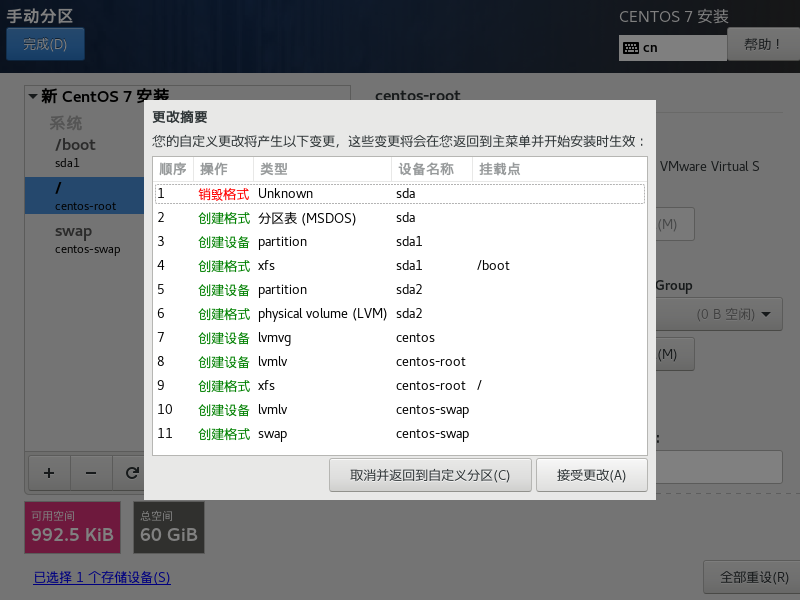 手动分区
CENTOS 7 安装
完成(D)
cn
帮助！
新 CentOS 7 安装
centos-root
系统
/boot
sda1
/
centos-root
swap
centos-swap
VMware Virtual S
(M)
Group
(0 B 空闲)
(M)
:
更改摘要
您的自定义更改将产生以下变更，这些变更将会在您返回到主菜单并开始安装时生效：
顺序 操作 类型 设备名称 挂载点
1 销毁格式 Unknown sda
2 创建格式 分区表 (MSDOS) sda
3 创建设备 partition sda1
4 创建格式 xfs sda1 /boot
5 创建设备 partition sda2
6 创建格式 physical volume (LVM) sda2
7 创建设备 lvmvg centos
8 创建设备 lvmlv centos-root
9 创建格式 xfs centos-root /
10 创建设备 lvmlv centos-swap
11 创建格式 swap centos-swap
取消并返回到自定义分区(C) 接受更改(A)
+ −
可用空间
992.5 KiB
总空间
60 GiB
已选择 1 个存储设备(S)
全部重设(R)